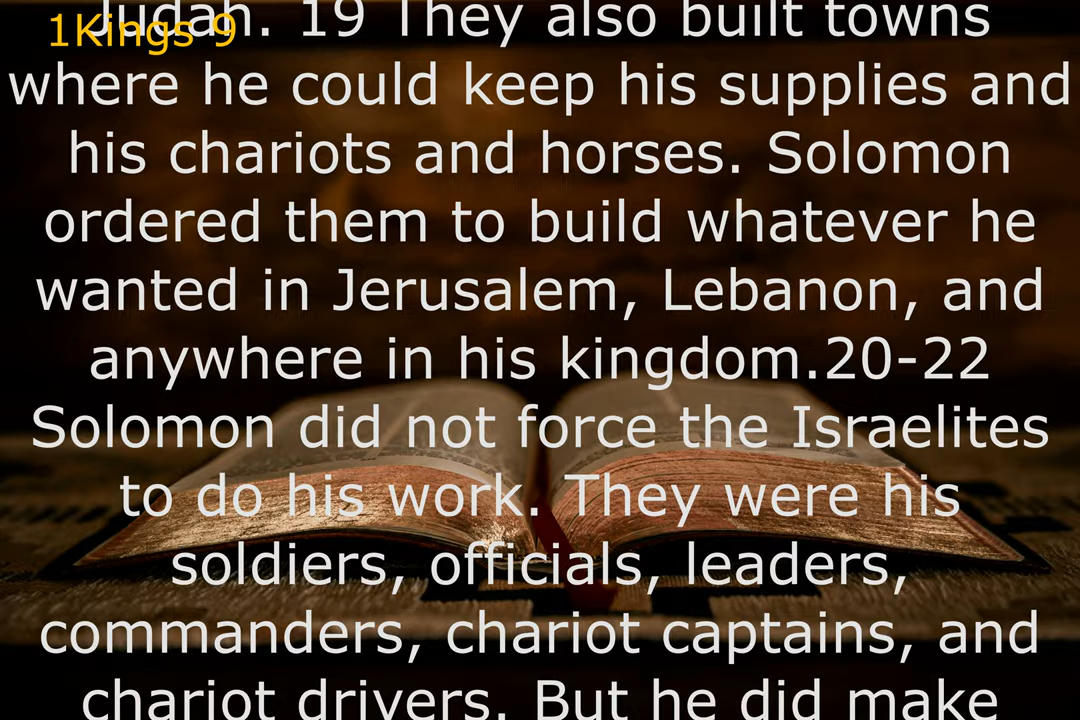 1Kings 9
Judah. 19 They also built towns
where he could keep his supplies and
his chariots and horses. Solomon
ordered them to build whatever he
wanted in Jerusalem, Lebanon, and
anywhere in his kingdom.20-22
Solomon did not force the Israelites
to do his work. They were his
soldiers, officials, leaders,
commanders, chariot captains, and
chariot drivers. But he did make